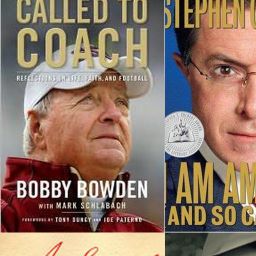 CALLED TO
COACH
REFLECTIONS ON LIFE, FAITH, AND FOOTBALL
BOBBY BOWDEN
WITH MARK SCHLABACH
FOREWORDS BY TONY DUNGY AND JOE PATERNO
STEPHEN
AM AM
AND SO C